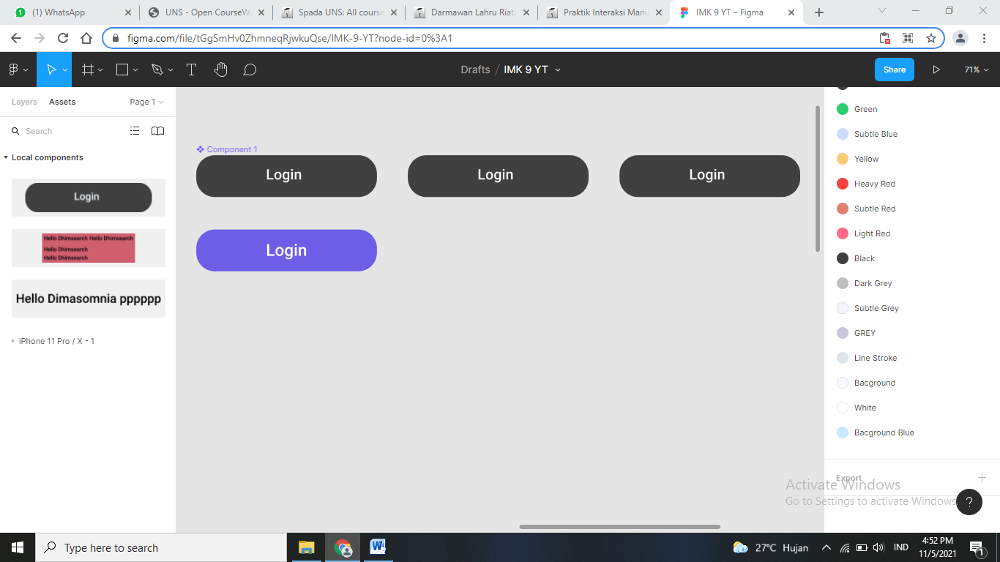 (1) WhatsApp
UNS - Open CourseWa
Spada UNS: All course
Darmawan Lahru Riatr
Praktik Interaksi Manu
IMK 9 YT – Figma
figma.com/file/tGgSmHv0ZhmneqRjwkuQse/IMK-9-YT?node-id=0%3A1
Drafts / IMK 9 YT
Share
71%
Layers Assets Page 1
Search
Local components
Login
Hello Dhimsearch Hello Dhimsearch
Hello Dhimsearch
Hello Dhimsearch
Hello Dimasomnia pppppp
iPhone 11 Pro / X - 1
Component 1
Login Login Login
Login
Green
Subtle Blue
Yellow
Heavy Red
Subtle Red
Light Red
Black
Dark Grey
Subtle Grey
GREY
Line Stroke
Bacground
White
Bacground Blue
Export
Activate Windows
Go to Settings to activate Windows.
?
Type here to search
27°C Hujan
IND
4:52 PM
11/5/2021
1